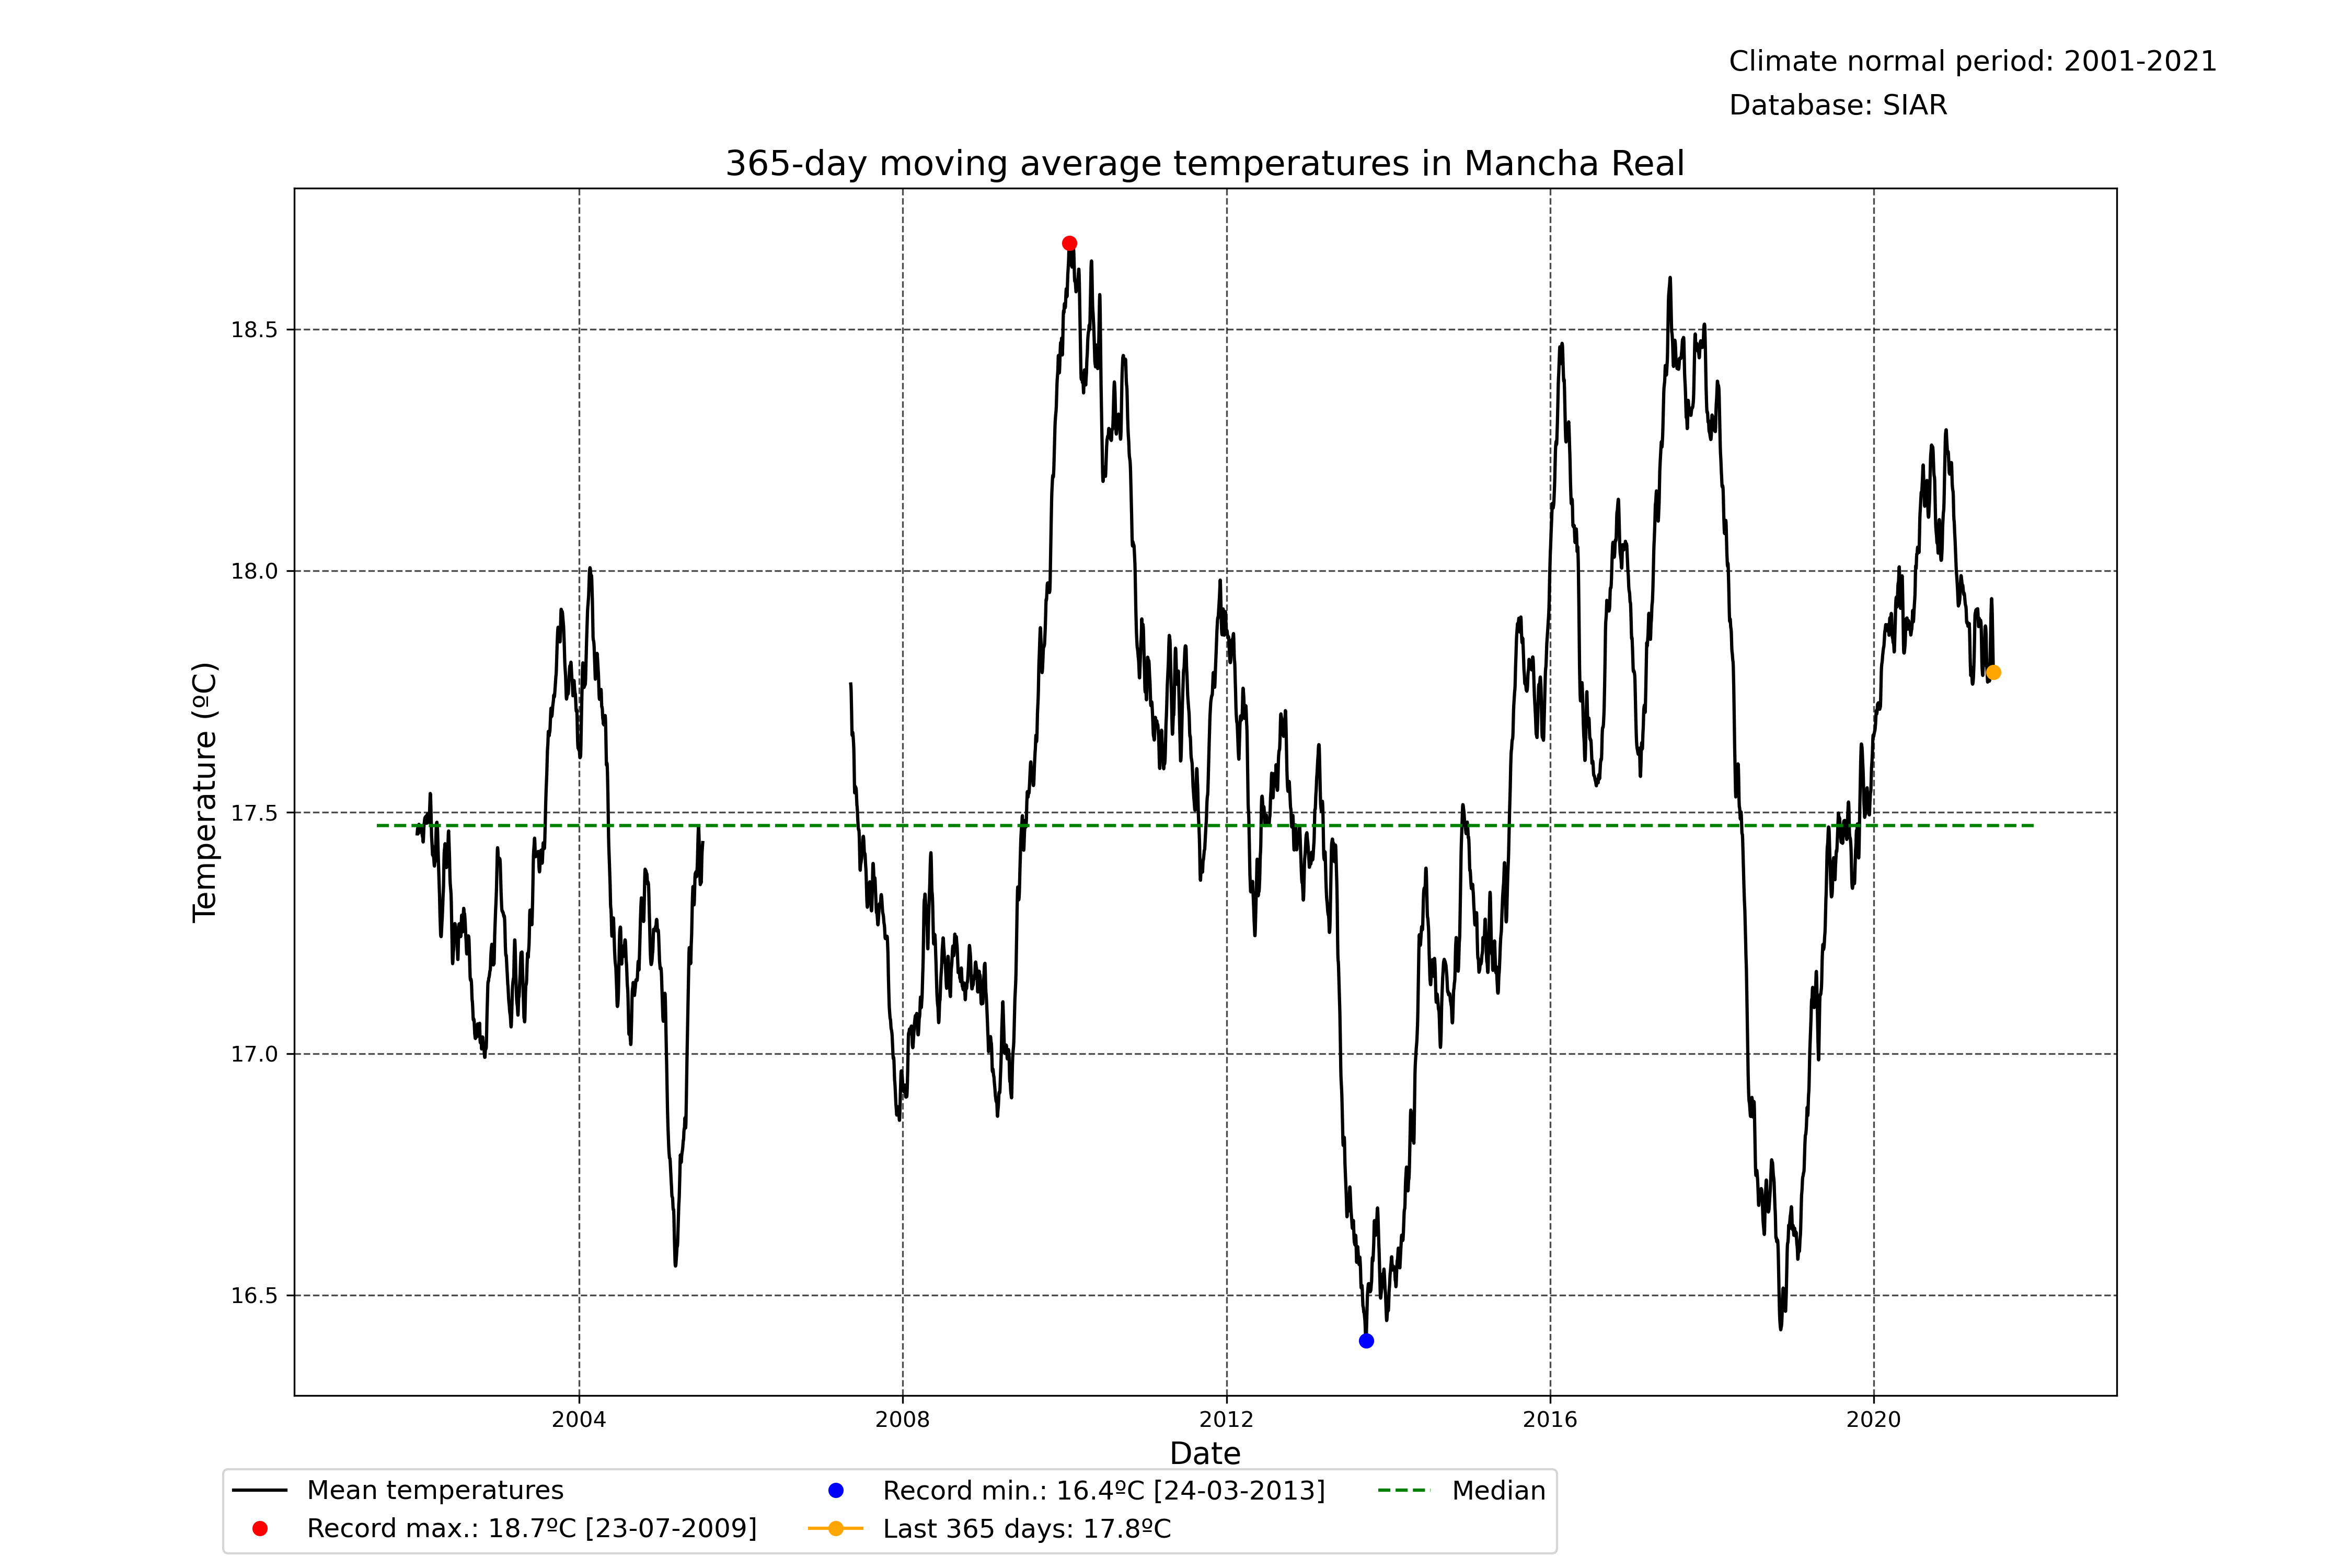 Climate normal period: 2001-2021
Database: SIAR
365-day moving average temperatures in Mancha Real
Temperature (ºC)
18.5
18.0
17.5
17.0
16.5
2004 2008 2012 2016 2020
Date
Mean temperatures
Record max.: 18.7ºC [23-07-2009]
Record min.: 16.4ºC [24-03-2013]
Last 365 days: 17.8ºC
Median